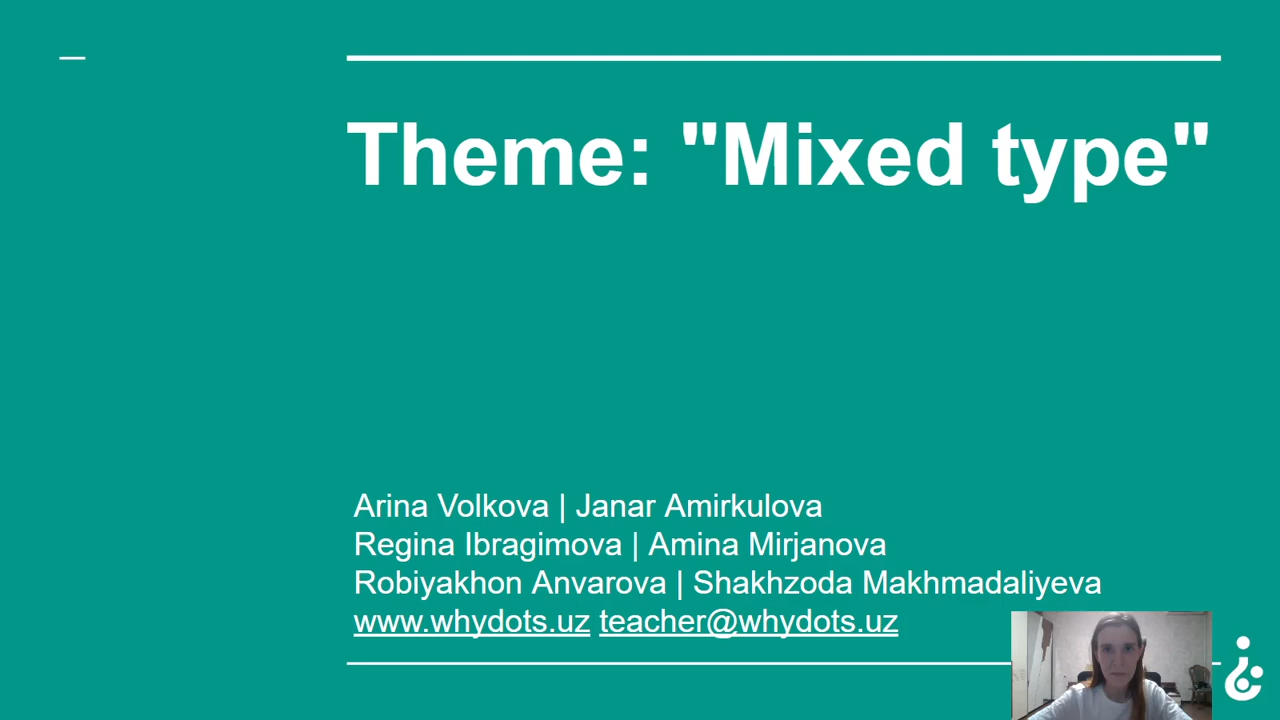 Theme: "Mixed type"
Arina Volkova | Janar Amirkulova
Regina Ibragimova | Amina Mirjanova
Robiyakhon Anvarova | Shakhzoda Makhmadaliyeva
www.whydots.uz teacher@whydots.uz